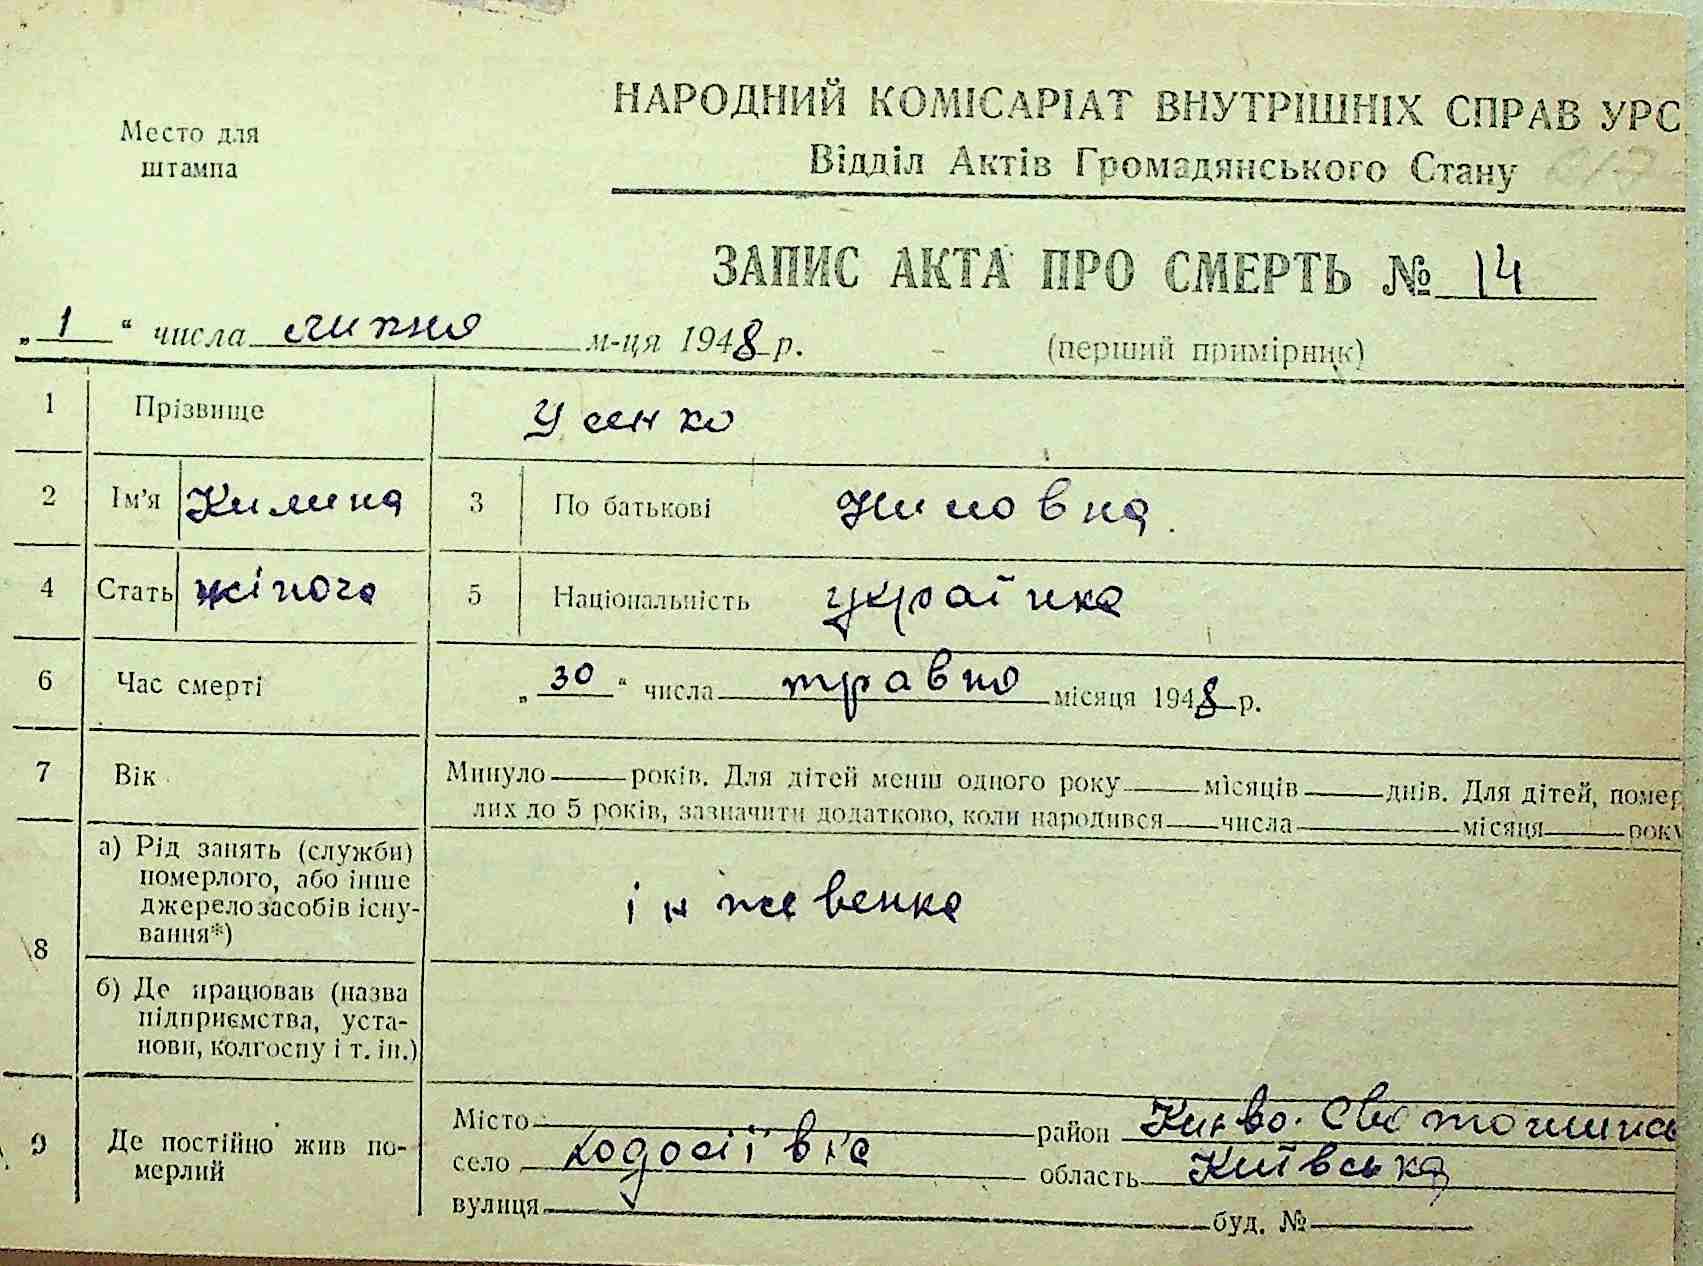 НАРОДНИЙ КОМІСАРІАТ ВНУТРІШНІХ СПРАВ УРС
Место для
штампа
Відділ Актів Громадянського Стану
ЗАПИС АКТА ПРО СМЕРТЬ № 14
„1“ числа липня м-ця 1948 р. (перший примірник)
1 Прізвище Усенко
2 Ім'я Килина 3 По батькові
4 Стать жіноча 5 Національність українка
6 Час смерті „30“ числа травня місяця 1948 р.
7 Вік Минуло — років. Для дітей менш одного року — місяців — днів. Для дітей, помер
лих до 5 років, зазначити додатково, коли народився — числа — місяця — року
8 а) Рід занять (служби)
померлого, або інше
джерело засобів існу-
вання*)
б) Де працював (назва
підприємства, уста-
нови, колгоспу і т. ін.)
9 Де постійно жив по-
мерлий
Місто — район Києво-Святошинсь
село ходосіївка область Київська
вулиця — буд. №